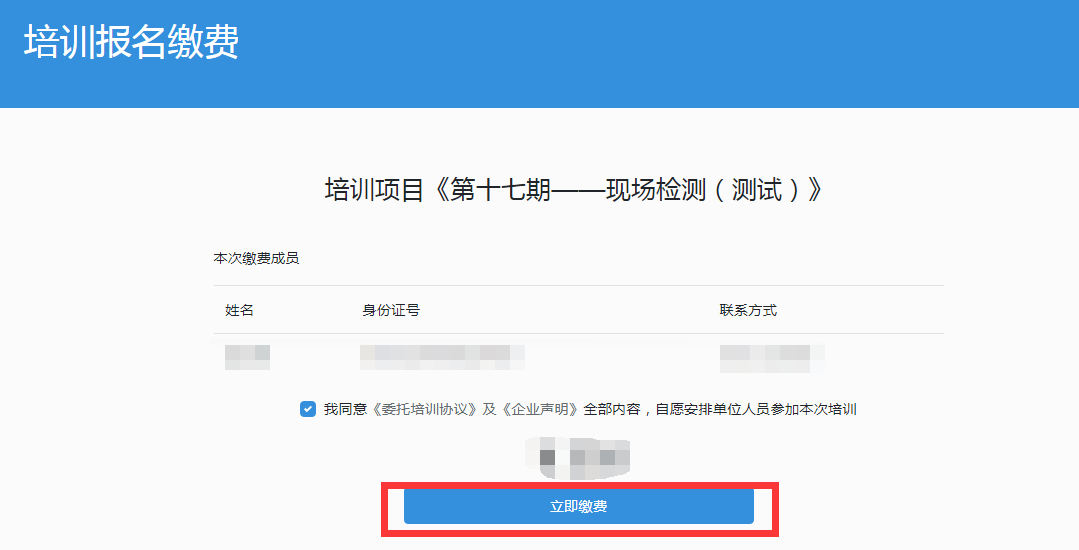 培训报名缴费
培训项目《第十七期——现场检测（测试）》
本次缴费成员
姓名 身份证号 联系方式
我同意《委托培训协议》及《企业声明》全部内容，自愿安排单位人员参加本次培训
立即缴费